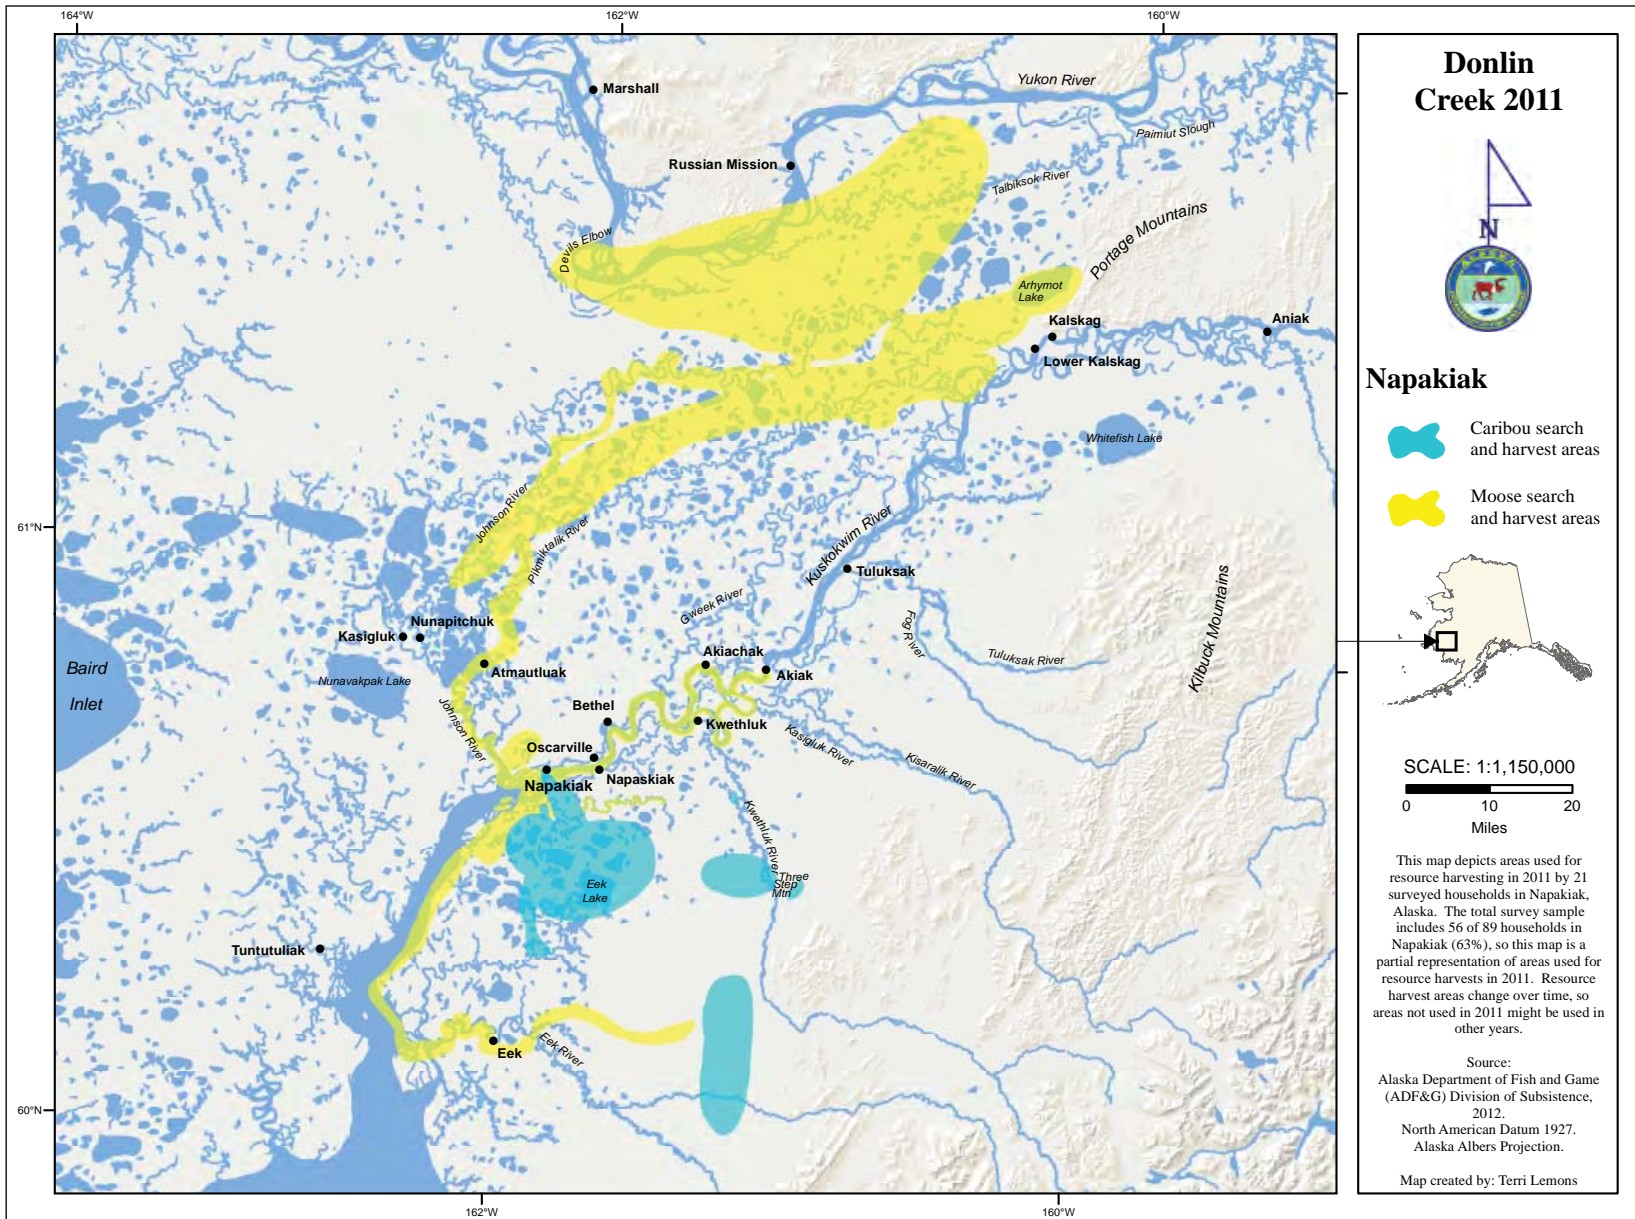 164°W
162°W
160°W
Marshall
Yukon River
Paimiut Slough
Russian Mission
Talbiksok River
Portage Mountains
Devils Elbow
Arhymot
Lake
Kalskag
Aniak
Lower Kalskag
Whitefish Lake
61°N
Johnson River
Pikmiktalik River
Kuskokwim River
Tuluksak
Gweek River
Fog River
Kilbuck Mountains
Kasigluk
Nunapitchuk
Akiachak
Tuluksak River
Baird
Inlet
Nunavakpak Lake
Atmautluak
Akiak
Johnson River
Bethel
Kwethluk
Oscarville
Kasigluk River
Kisaralik River
Napakiak
Napaskiak
Kwethluk River
Three
Step
Mtn
Eek
Lake
Tuntutuliak
Eek
Eek River
60°N
162°W
160°W
Donlin
Creek 2011
N
ALASKA
Napakiak
Caribou search
and harvest areas
Moose search
and harvest areas
SCALE: 1:1,150,000
0 10 20
Miles
This map depicts areas used for
resource harvesting in 2011 by 21
surveyed households in Napakiak,
Alaska. The total survey sample
includes 56 of 89 households in
Napakiak (63%), so this map is a
partial representation of areas used for
resource harvests in 2011. Resource
harvest areas change over time, so
areas not used in 2011 might be used in
other years.
Source:
Alaska Department of Fish and Game
(ADF&G) Division of Subsistence,
2012.
North American Datum 1927.
Alaska Albers Projection.
Map created by: Terri Lemons